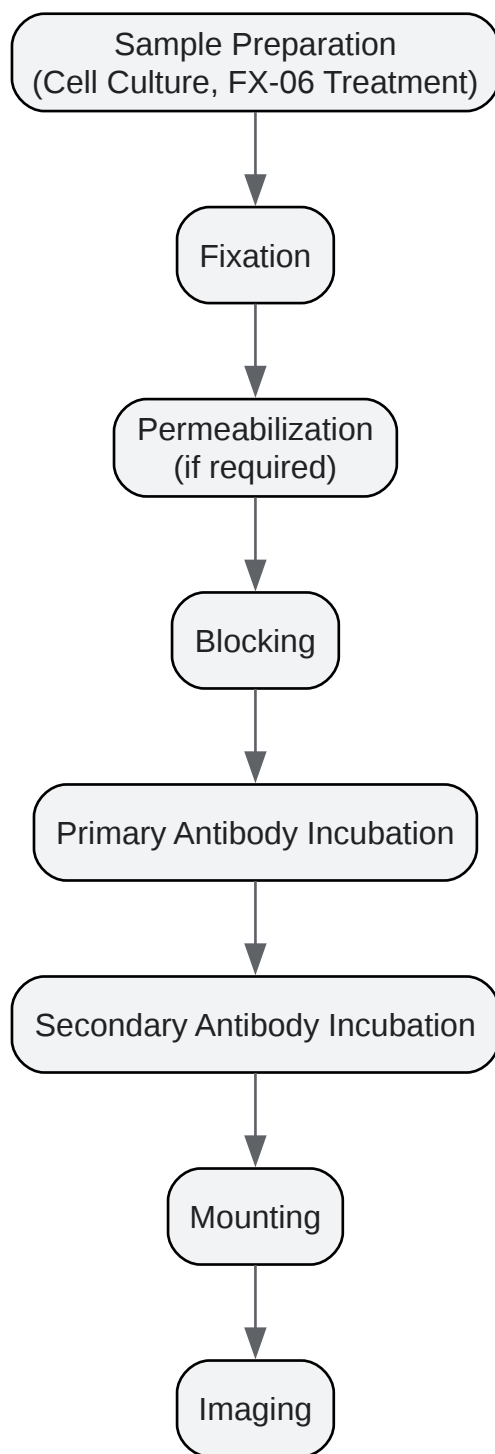 Sample Preparation
(Cell Culture, FX-06 Treatment)
Fixation
Permeabilization
(if required)
Blocking
Primary Antibody Incubation
Secondary Antibody Incubation
Mounting
Imaging